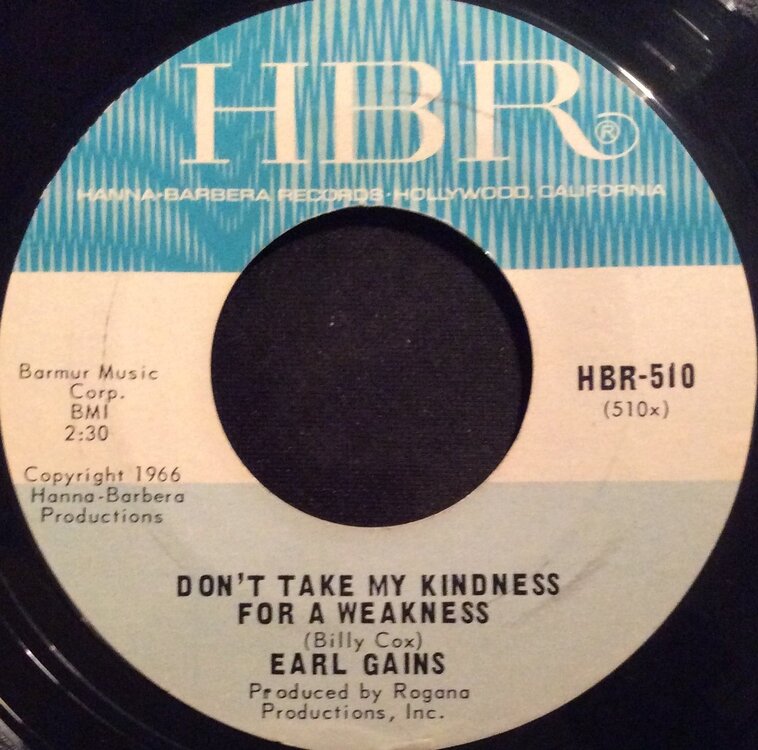 HBR®
HANNA-BARBERA RECORDS · HOLLYWOOD, CALIFORNIA
Barmur Music
Corp.
BMI
2:30
Copyright 1966
Hanna-Barbera
Productions
HBR-510
(510x)
DON'T TAKE MY KINDNESS
FOR A WEAKNESS
(Billy Cox)
EARL GAINS
Produced by Rogana
Productions, Inc.